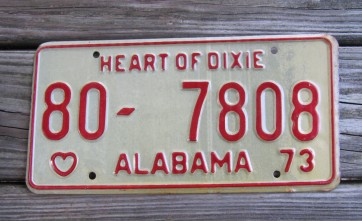 HEART OF DIXIE
80- 7808
ALABAMA 73